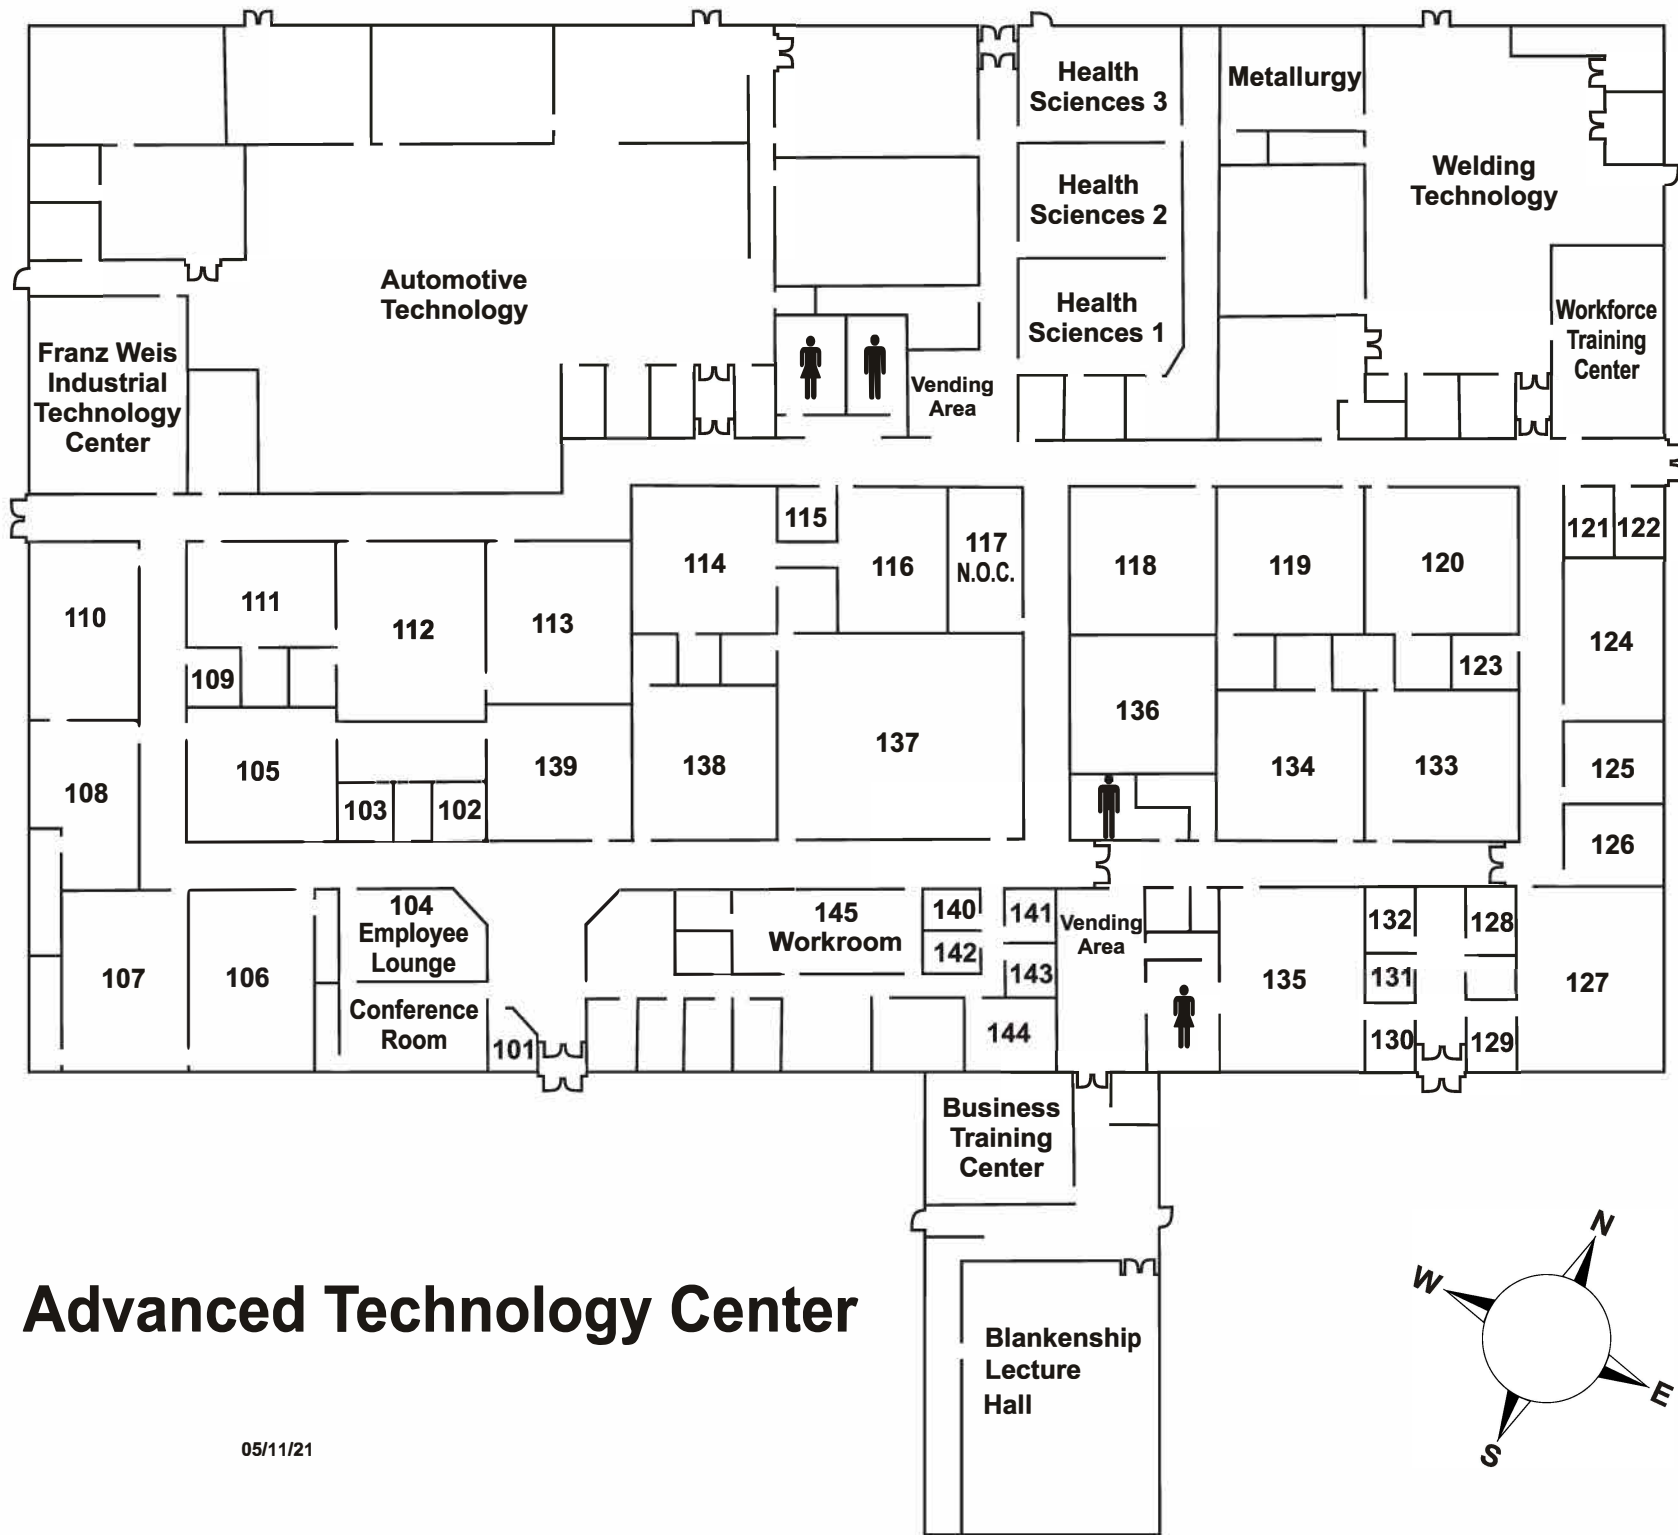 Health
Sciences 3
Metallurgy
Health
Sciences 2
Welding
Technology
Automotive
Technology
Health
Sciences 1
Workforce
Training
Center
Franz Weis
Industrial
Technology
Center
Vending
Area
115
117
N.O.C.
121
122
114
116
118
119
120
110
111
112
113
124
109
123
108
105
103
102
139
138
137
136
134
133
125
126
104
Employee
Lounge
145
Workroom
140
141
142
143
Vending
Area
132
128
131
135
127
107
106
Conference
Room
101
144
130
129
Business
Training
Center
Advanced Technology Center
Blankenship
Lecture
Hall
N
W
E
S
05/11/21